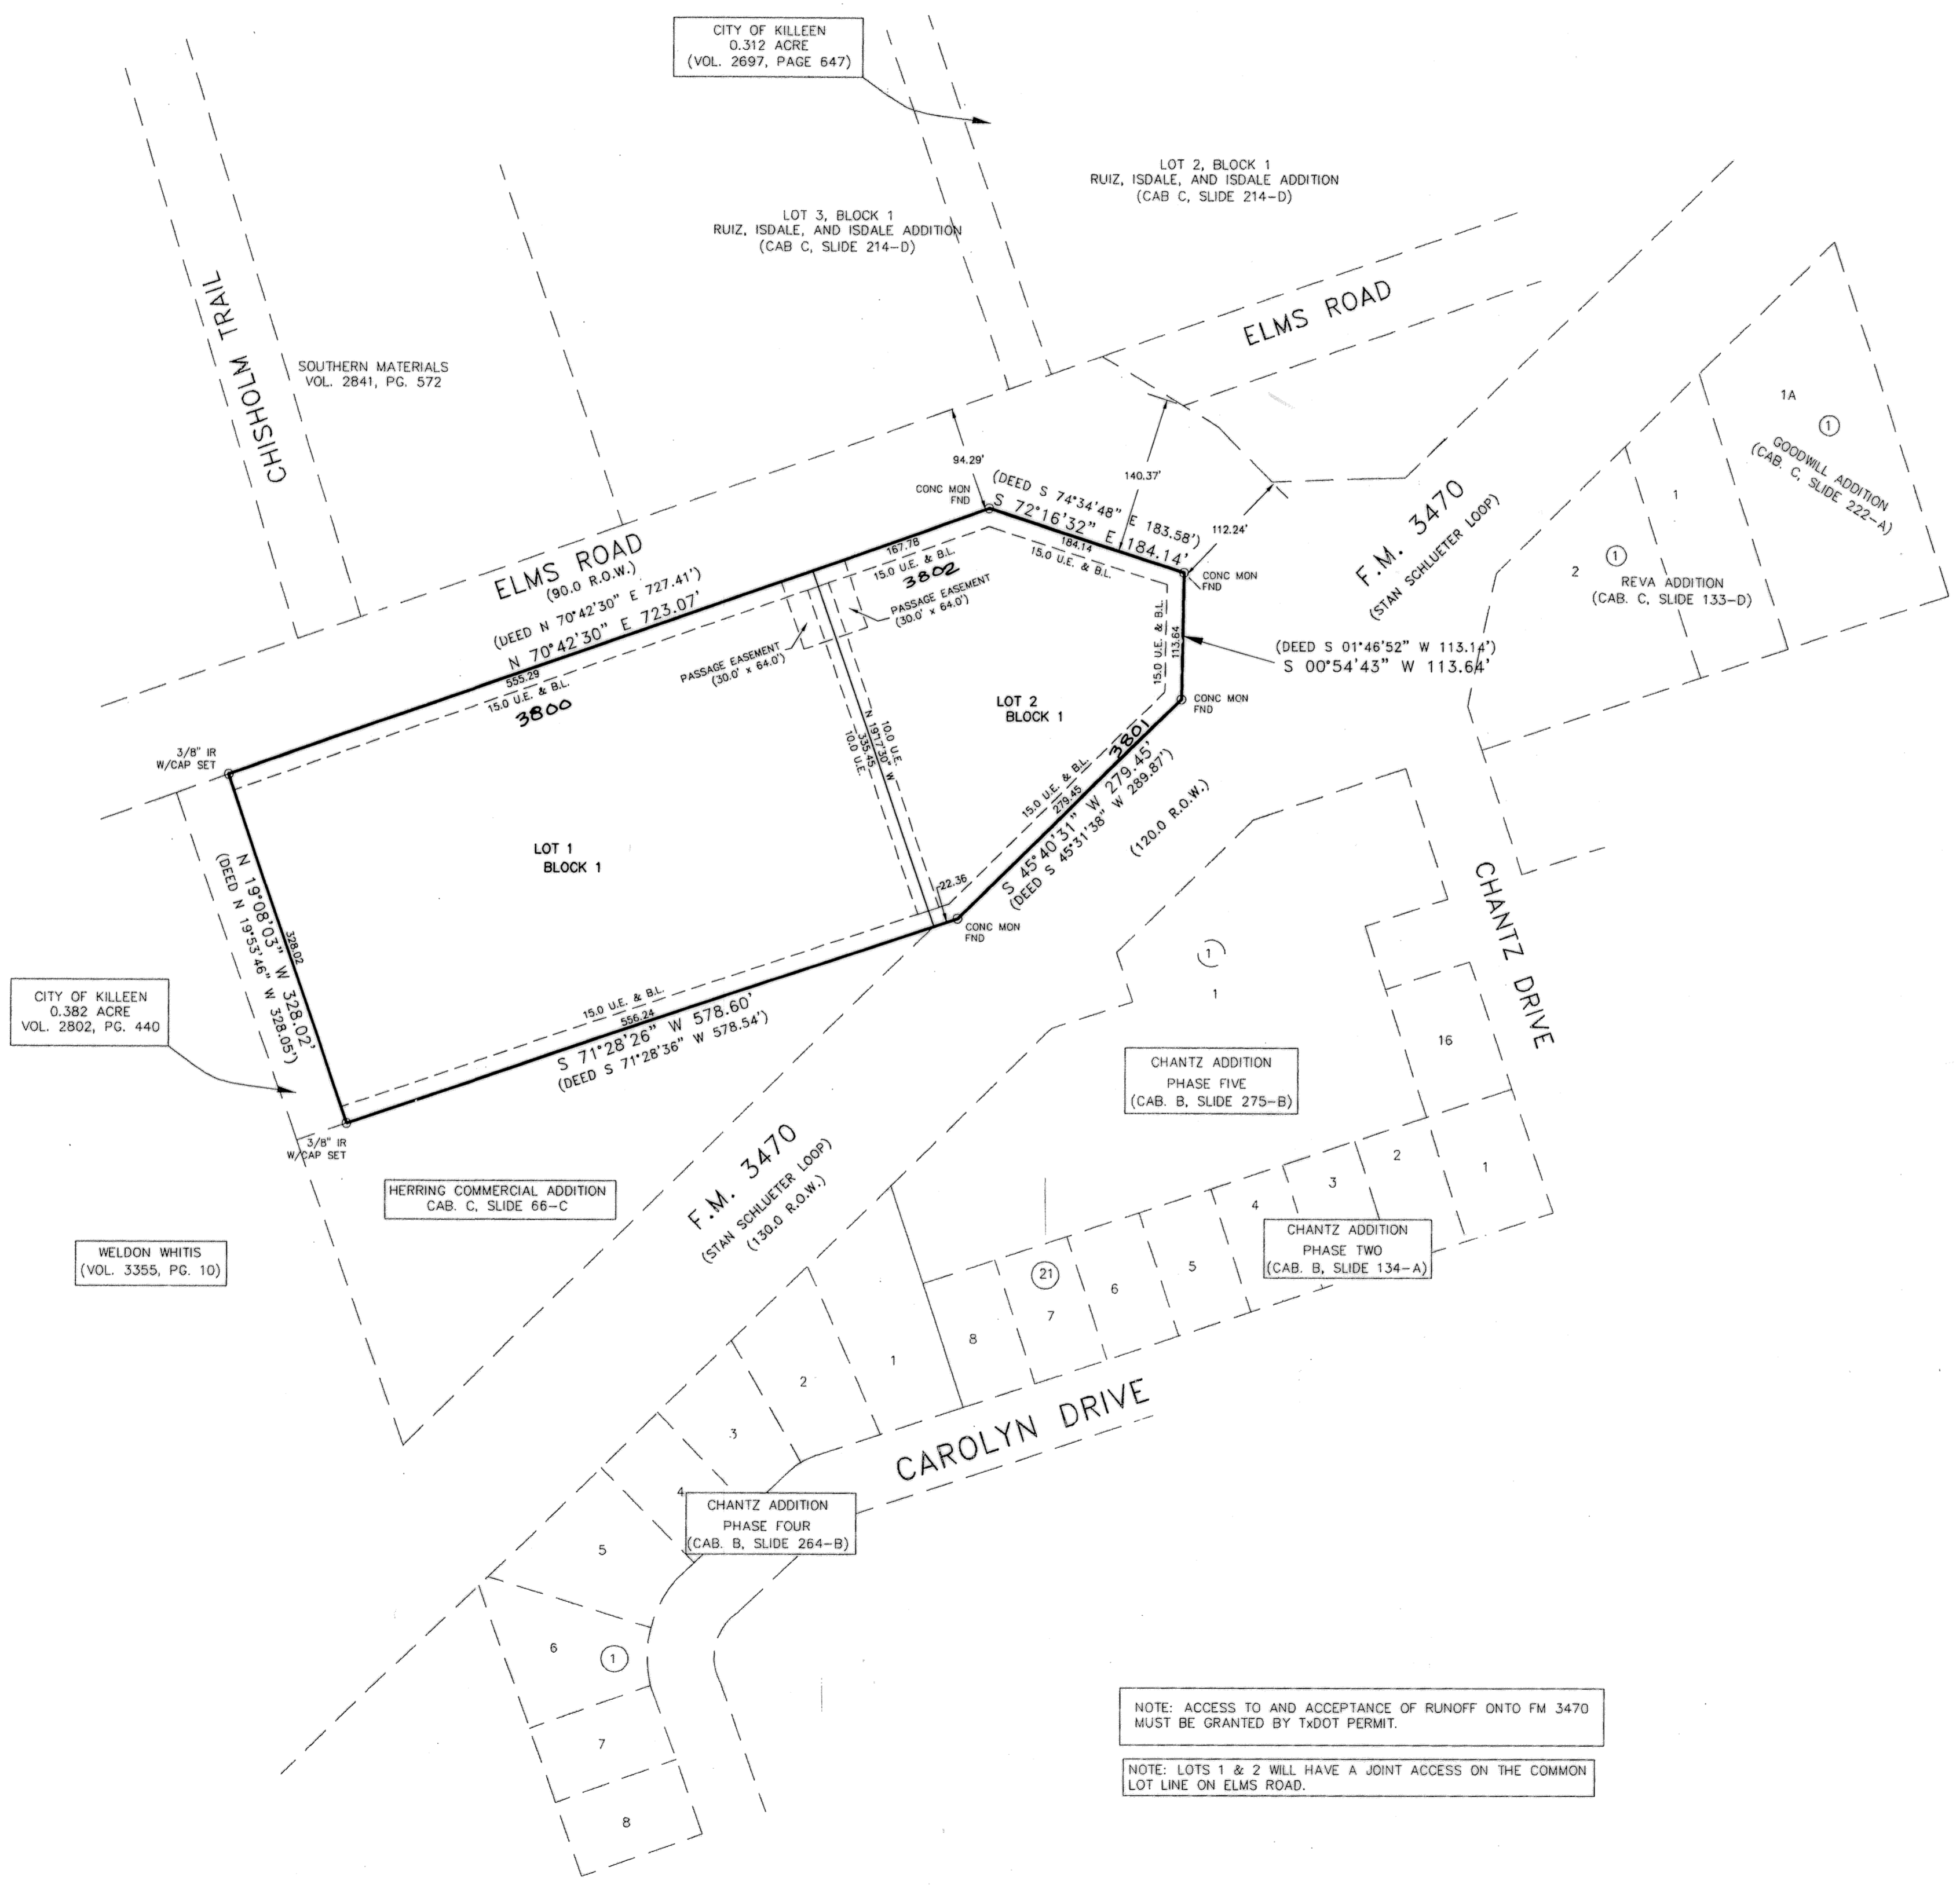 CITY OF KILLEEN
0.312 ACRE
(VOL. 2697, PAGE 647)
LOT 2, BLOCK 1
RUIZ, ISDALE, AND ISDALE ADDITION
(CAB C, SLIDE 214-D)
LOT 3, BLOCK 1
RUIZ, ISDALE, AND ISDALE ADDITION
(CAB C, SLIDE 214-D)
CHISHOLM TRAIL
SOUTHERN MATERIALS
VOL. 2841, PG. 572
ELMS ROAD
1A
1
GOODWILL ADDITION
(CAB. C, SLIDE 222-A)
94.29'
140.37'
112.24'
CONC MON
FND
(DEED S 74°34'48" E 183.58')
S 72°16'32" E 184.14'
184.14
15.0 U.E. & B.L.
CONC MON
FND
F.M. 3470
(STAN SCHLUETER LOOP)
1
1
2
REVA ADDITION
(CAB. C, SLIDE 133-D)
ELMS ROAD
(90.0 R.O.W.)
(DEED N 70°42'30" E 727.41')
N 70°42'30" E 723.07'
555.29
15.0 U.E. & B.L.
3800
167.78
15.0 U.E. & B.L.
3802
PASSAGE EASEMENT
(30.0' x 64.0')
PASSAGE EASEMENT
(30.0' x 64.0')
15.0 U.E. & B.L.
113.64
(DEED S 01°46'52" W 113.14')
S 00°54'43" W 113.64'
CONC MON
FND
LOT 2
BLOCK 1
3801
10.0 U.E.
N 19°17'30" W
335.45
10.0 U.E.
15.0 U.E. & B.L.
279.45
S 45°40'31" W 279.45'
(DEED S 45°31'38" W 289.87')
(120.0 R.O.W.)
3/8" IR
W/CAP SET
LOT 1
BLOCK 1
22.36
CONC MON
FND
N 19°08'03" W 328.02'
(DEED N 19°53'46" W 328.05')
328.02
15.0 U.E. & B.L.
556.24
S 71°28'26" W 578.60'
(DEED S 71°28'36" W 578.54')
CITY OF KILLEEN
0.382 ACRE
VOL. 2802, PG. 440
3/8" IR
W/CAP SET
CHANTZ DRIVE
1
1
16
CHANTZ ADDITION
PHASE FIVE
(CAB. B, SLIDE 275-B)
HERRING COMMERCIAL ADDITION
CAB. C, SLIDE 66-C
F.M. 3470
(STAN SCHLUETER LOOP)
(130.0 R.O.W.)
WELDON WHITIS
(VOL. 3355, PG. 10)
1
2
3
4
5
6
7
21
8
CHANTZ ADDITION
PHASE TWO
(CAB. B, SLIDE 134-A)
1
2
3
4
5
CAROLYN DRIVE
CHANTZ ADDITION
PHASE FOUR
(CAB. B, SLIDE 264-B)
6
1
7
8
NOTE: ACCESS TO AND ACCEPTANCE OF RUNOFF ONTO FM 3470
MUST BE GRANTED BY TxDOT PERMIT.
NOTE: LOTS 1 & 2 WILL HAVE A JOINT ACCESS ON THE COMMON
LOT LINE ON ELMS ROAD.